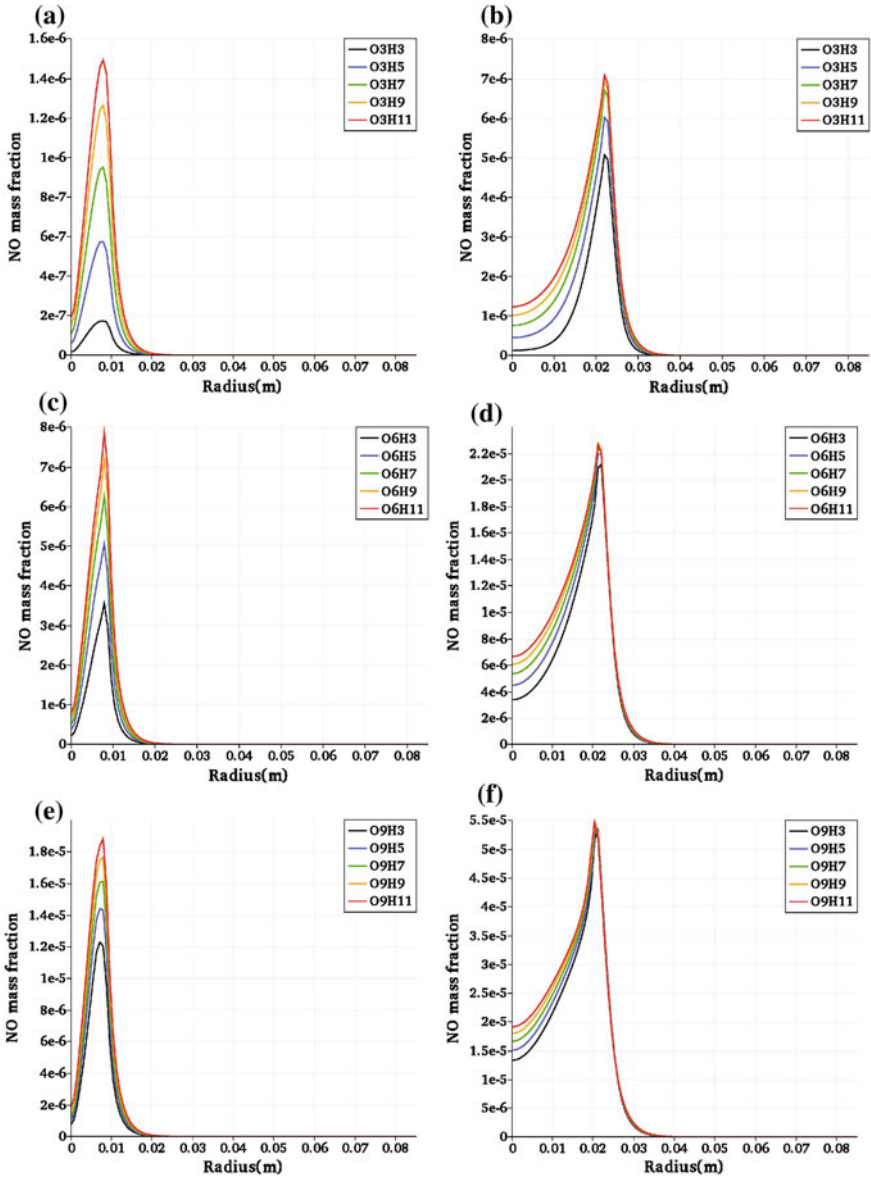 (a)
1.6e-6
1.4e-6
1.2e-6
1e-6
8e-7
6e-7
4e-7
2e-7
0
NO mass fraction
O3H3
O3H5
O3H7
O3H9
O3H11
0 0.01 0.02 0.03 0.04 0.05 0.06 0.07 0.08
Radius(m)
(b)
8e-6
7e-6
6e-6
5e-6
4e-6
3e-6
2e-6
1e-6
0
NO mass fraction
O3H3
O3H5
O3H7
O3H9
O3H11
0 0.01 0.02 0.03 0.04 0.05 0.06 0.07 0.08
Radius(m)
(c)
8e-6
7e-6
6e-6
5e-6
4e-6
3e-6
2e-6
1e-6
0
NO mass fraction
O6H3
O6H5
O6H7
O6H9
O6H11
0 0.01 0.02 0.03 0.04 0.05 0.06 0.07 0.08
Radius(m)
(d)
2.2e-5
2e-5
1.8e-5
1.6e-5
1.4e-5
1.2e-5
1e-5
8e-6
6e-6
4e-6
2e-6
0
NO mass fraction
O6H3
O6H5
O6H7
O6H9
O6H11
0 0.01 0.02 0.03 0.04 0.05 0.06 0.07 0.08
Radius(m)
(e)
1.8e-5
1.6e-5
1.4e-5
1.2e-5
1e-5
8e-6
6e-6
4e-6
2e-6
0
NO mass fraction
O9H3
O9H5
O9H7
O9H9
O9H11
0 0.01 0.02 0.03 0.04 0.05 0.06 0.07 0.08
Radius(m)
(f)
5.5e-5
5e-5
4.5e-5
4e-5
3.5e-5
3e-5
2.5e-5
2e-5
1.5e-5
1e-5
5e-6
0
NO mass fraction
O9H3
O9H5
O9H7
O9H9
O9H11
0 0.01 0.02 0.03 0.04 0.05 0.06 0.07 0.08
Radius(m)